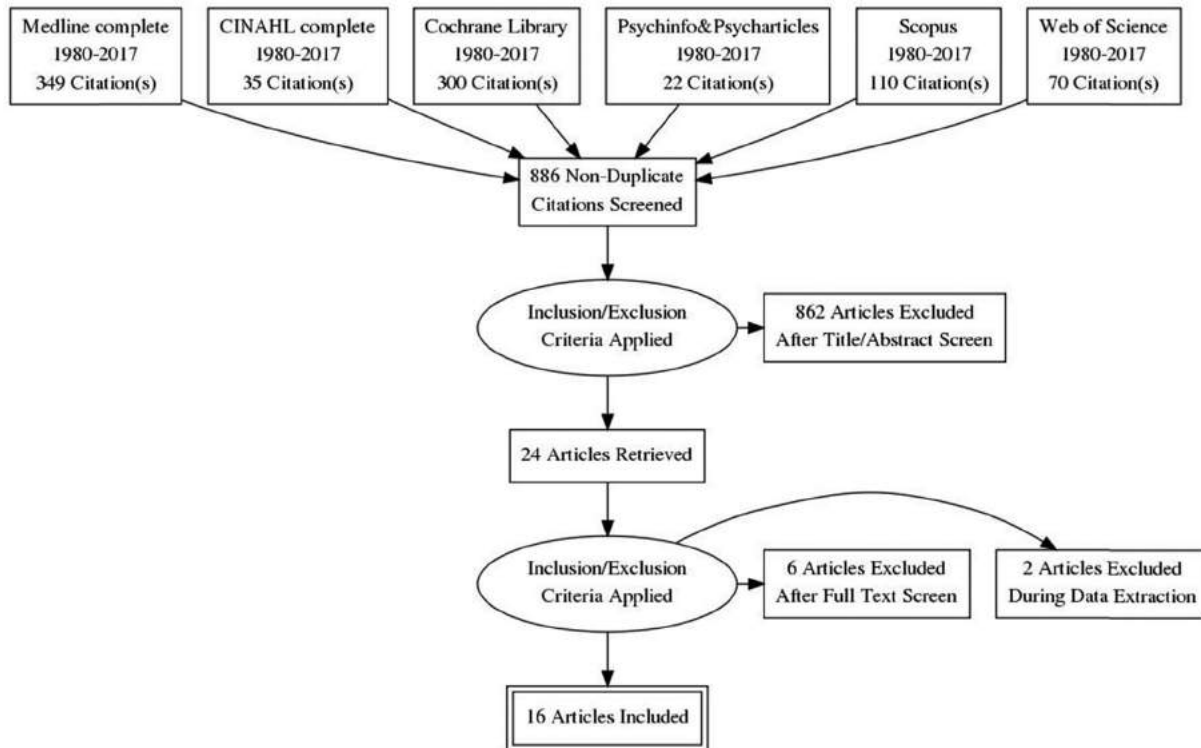 Medline complete
1980-2017
349 Citation(s)
CINAHL complete
1980-2017
35 Citation(s)
Cochrane Library
1980-2017
300 Citation(s)
Psychinfo&Psycharticles
1980-2017
22 Citation(s)
Scopus
1980-2017
110 Citation(s)
Web of Science
1980-2017
70 Citation(s)
886 Non-Duplicate
Citations Screened
Inclusion/Exclusion
Criteria Applied
862 Articles Excluded
After Title/Abstract Screen
24 Articles Retrieved
Inclusion/Exclusion
Criteria Applied
6 Articles Excluded
After Full Text Screen
2 Articles Excluded
During Data Extraction
16 Articles Included